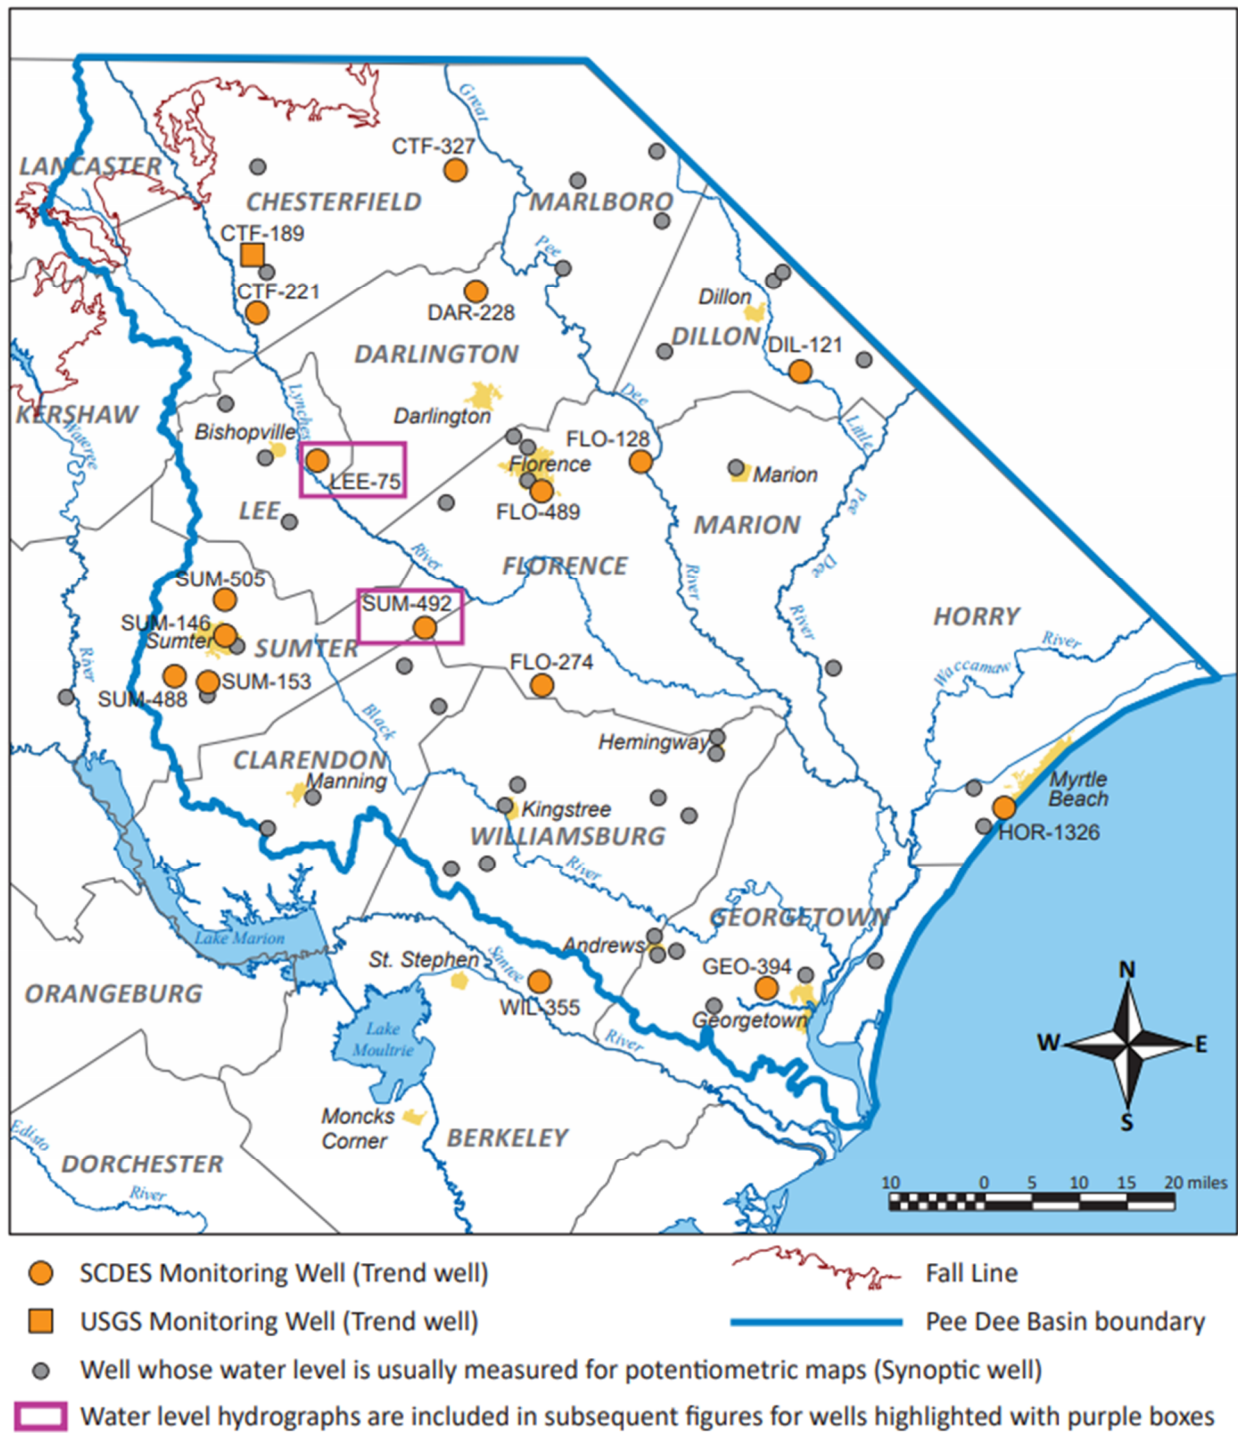 Great
CTF-327
LANCASTER
CHESTERFIELD
MARLBORO
CTF-189
Pee
CTF-221
Dillon
DAR-228
DILLON
DIL-121
DARLINGTON
KERSHAW
Lynches
Dee
Darlington
Little
Wateree
Bishopville
FLO-128
Florence
Marion
LEE-75
Pee
LEE
FLO-489
MARION
River
FLORENCE
Dee
SUM-505
River
SUM-492
HORRY
SUM-146
River
Sumter
SUMTER
River
River
FLO-274
Waccamaw
SUM-153
SUM-488
Black
Hemingway
CLARENDON
Manning
Myrtle
Beach
Kingstree
WILLIAMSBURG
HOR-1326
River
GEORGETOWN
Lake Marion
Andrews
St. Stephen
Santee
GEO-394
N
ORANGEBURG
WIL-355
Georgetown
Lake
Moultrie
River
W
E
Moncks
Corner
S
Edisto
BERKELEY
DORCHESTER
River
10 0 5 10 15 20 miles
SCDES Monitoring Well (Trend well)
Fall Line
USGS Monitoring Well (Trend well)
Pee Dee Basin boundary
Well whose water level is usually measured for potentiometric maps (Synoptic well)
Water level hydrographs are included in subsequent figures for wells highlighted with purple boxes